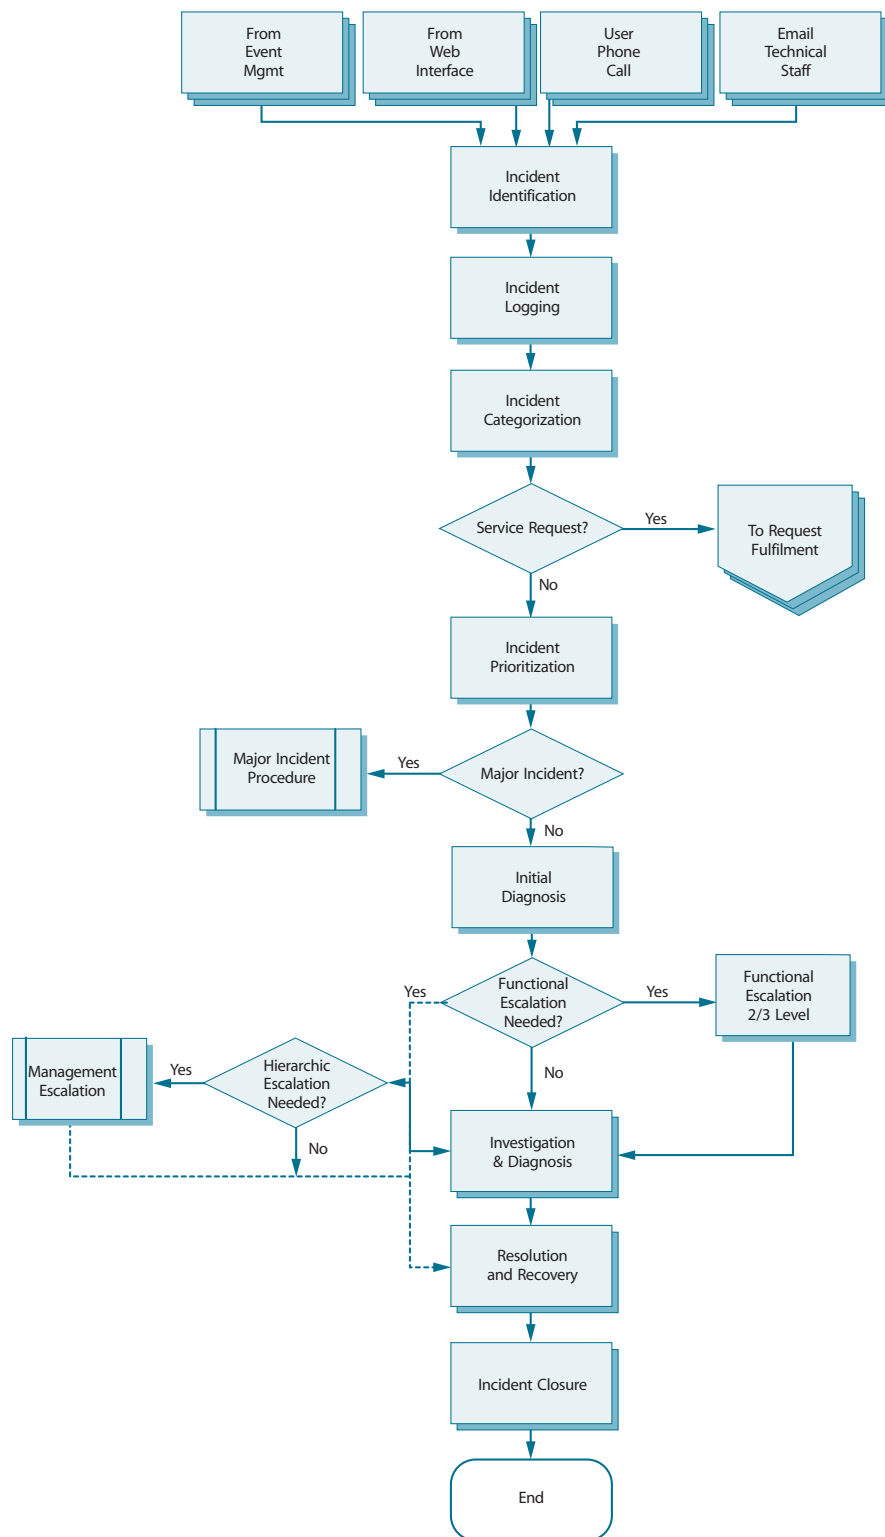 From
Event
Mgmt
From
Web
Interface
User
Phone
Call
Email
Technical
Staff
Incident
Identification
Incident
Logging
Incident
Categorization
Service Request?
Yes
To Request
Fulfilment
No
Incident
Prioritization
Major Incident
Procedure
Yes
Major Incident?
No
Initial
Diagnosis
Yes
Functional
Escalation
Needed?
Yes
Functional
Escalation
2/3 Level
Management
Escalation
Yes
Hierarchic
Escalation
Needed?
No
No
Investigation
& Diagnosis
Resolution
and Recovery
Incident Closure
End